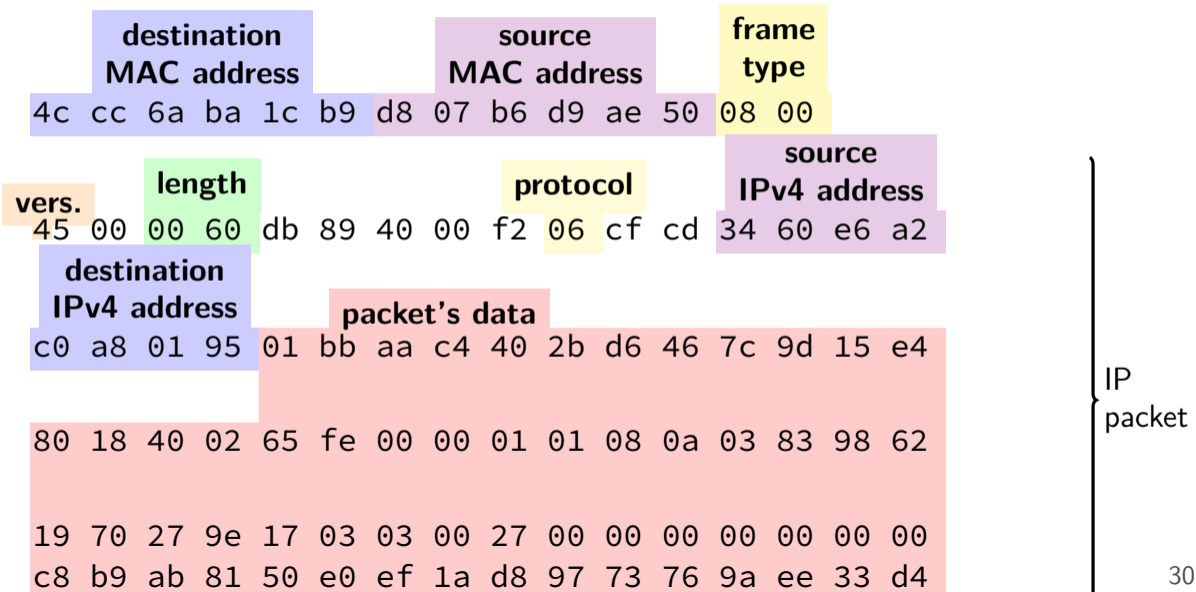 destination
MAC address
source
MAC address
frame
type
4c cc 6a ba 1c b9 d8 07 b6 d9 ae 50 08 00
vers.
length
protocol
source
IPv4 address
45 00 00 60 db 89 40 00 f2 06 cf cd 34 60 e6 a2
destination
IPv4 address
packet's data
c0 a8 01 95 01 bb aa c4 40 2b d6 46 7c 9d 15 e4
IP
packet
80 18 40 02 65 fe 00 00 01 01 08 0a 03 83 98 62
19 70 27 9e 17 03 03 00 27 00 00 00 00 00 00 00
c8 b9 ab 81 50 e0 ef 1a d8 97 73 76 9a ee 33 d4
30